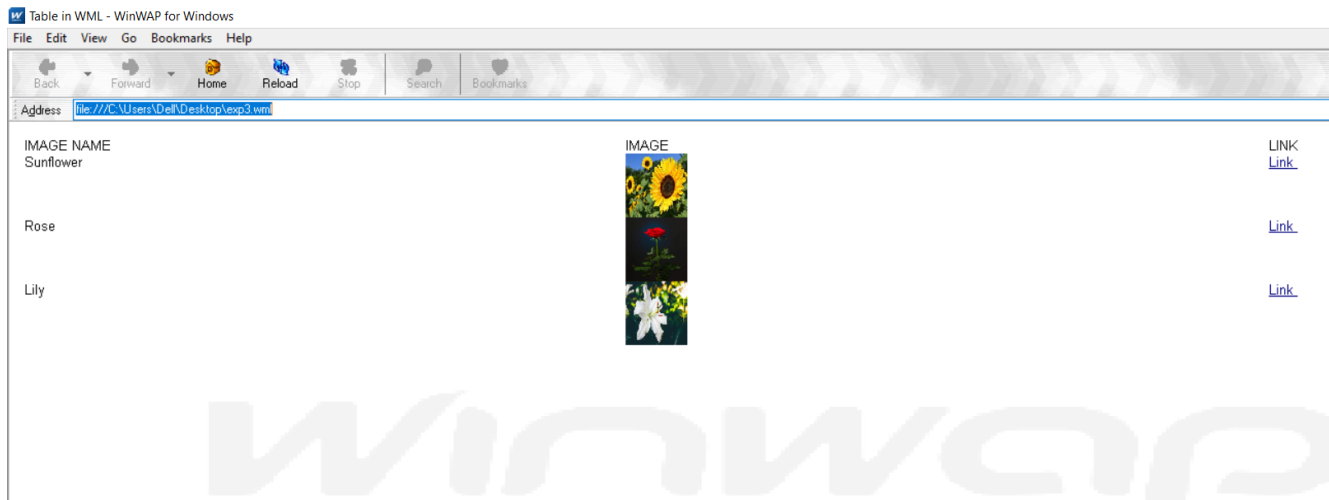 Table in WML - WinWAP for Windows
File Edit View Go Bookmarks Help
Back Forward Home Reload Stop Search Bookmarks
Address file:///C:\Users\Dell\Desktop\exp3.wml
IMAGE NAME IMAGE LINK
Sunflower Link
Rose Link
Lily Link
winwap